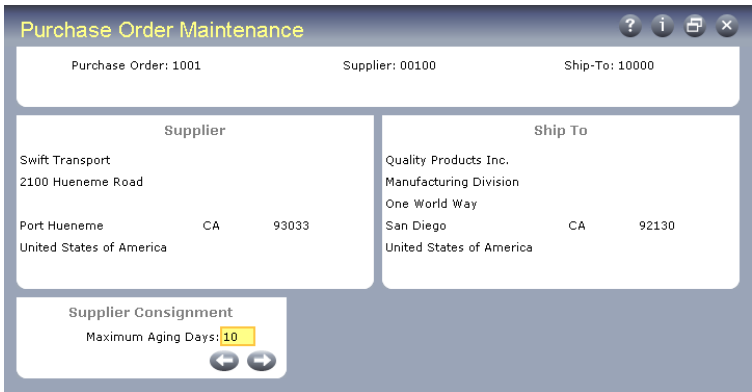 Purchase Order Maintenance
? i
Purchase Order: 1001 Supplier: 00100 Ship-To: 10000
Supplier
Swift Transport
2100 Hueneme Road
Port Hueneme CA 93033
United States of America
Ship To
Quality Products Inc.
Manufacturing Division
One World Way
San Diego CA 92130
United States of America
Supplier Consignment
Maximum Aging Days: 10